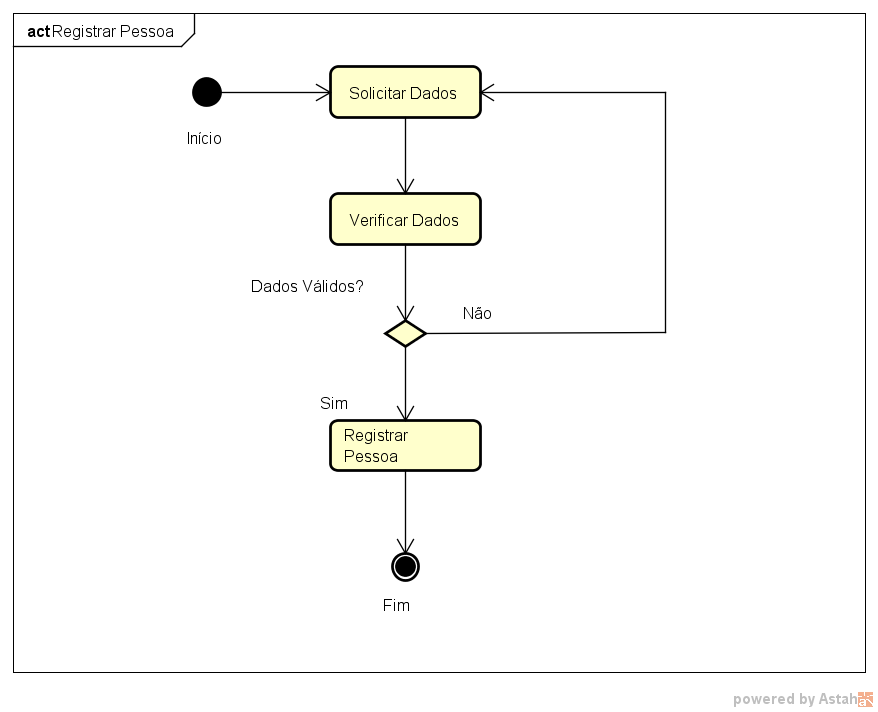 act Registrar Pessoa
Solicitar Dados
Início
Verificar Dados
Dados Válidos?
Não
Sim
Registrar
Pessoa
Fim
powered by Astah